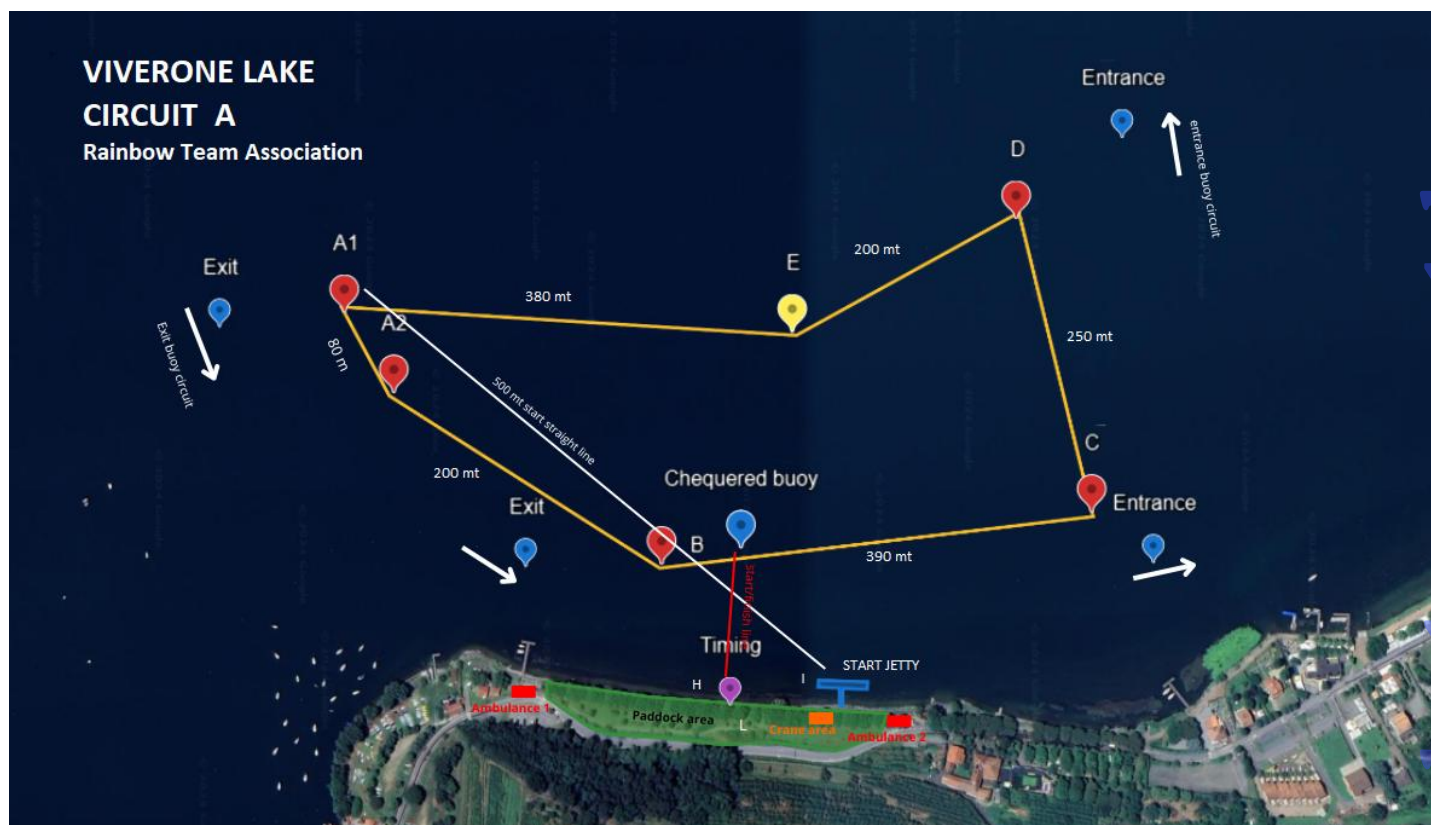 VIVERONE LAKE
CIRCUIT A
Rainbow Team Association
Entrance
entrance buoy circuit
D
A1
Exit
Exit buoy circuit
E
200 mt
380 mt
A2
80 m
250 mt
500 mt start straight line
C
200 mt
Chequered buoy
Exit
Entrance
B
390 mt
start/finish line
Timing
START JETTY
H
I
Ambulance 1
Paddock area
L
Crane area
Ambulance 2